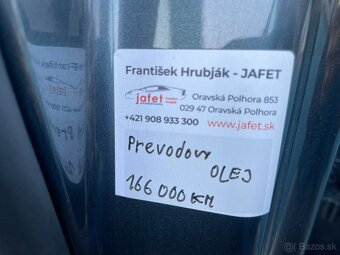 František Hrubják - JAFET
jafet
Oravská Polhora 853
029 47 Oravská Polhora
+421 908 933 300
www.jafet.sk
Prevodovy
OLEJ
166 000 KM
Bazos.sk